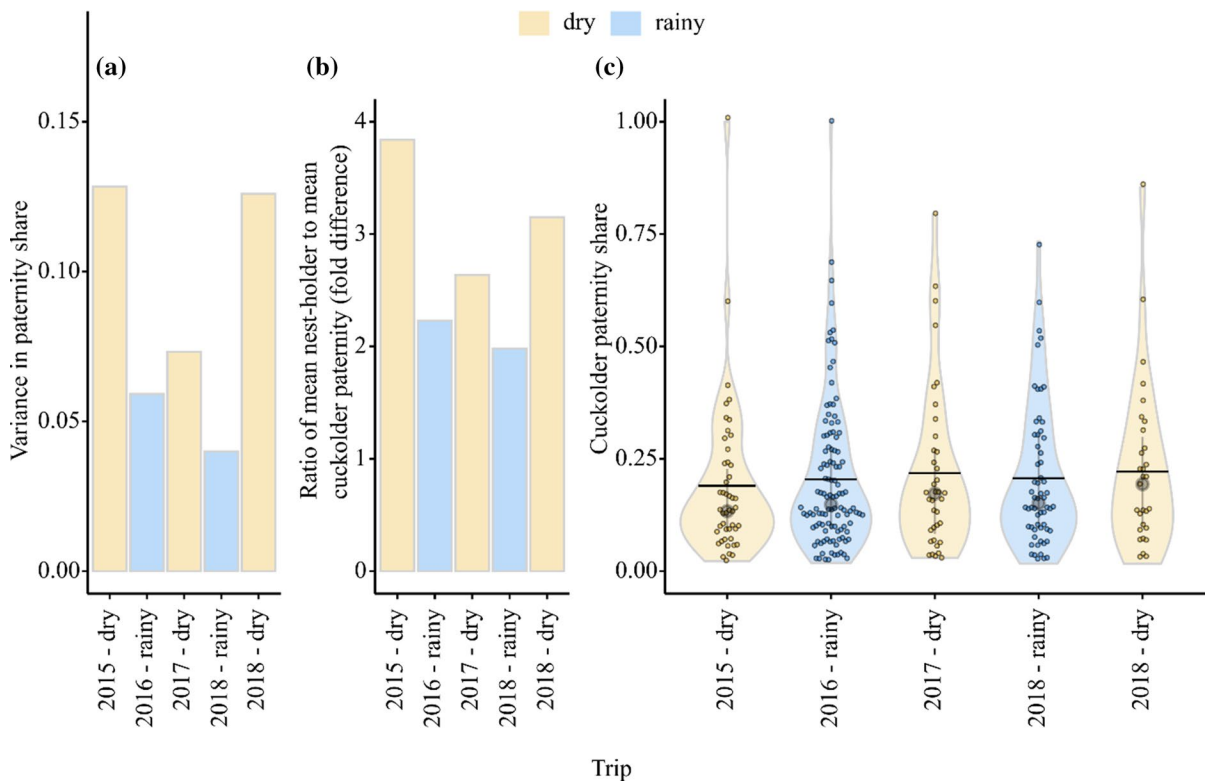 dry rainy
(a)
(b)
(c)
Variance in paternity share
0.15
0.10
0.05
0.00
2015 - dry
2016 - rainy
2017 - dry
2018 - rainy
2018 - dry
Ratio of mean nest-holder to mean
cuckolder paternity (fold difference)
4
3
2
1
0
2015 - dry
2016 - rainy
2017 - dry
2018 - rainy
2018 - dry
Cuckolder paternity share
1.00
0.75
0.50
0.25
0.00
2015 - dry
2016 - rainy
2017 - dry
2018 - rainy
2018 - dry
Trip